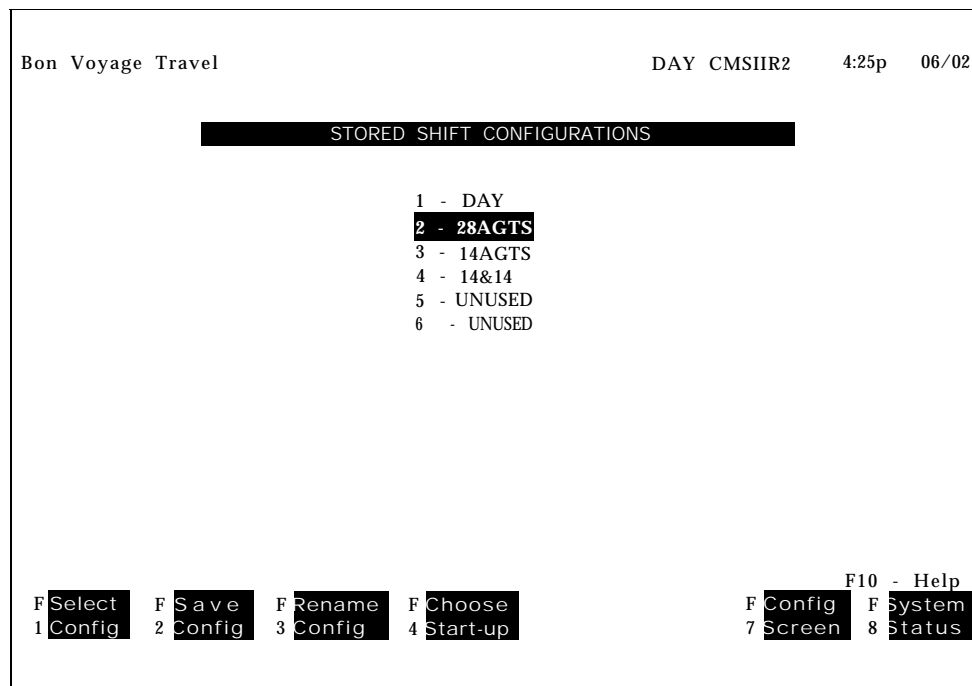 Bon Voyage Travel DAY CMSIIR2 4:25p 06/02
STORED SHIFT CONFIGURATIONS
1 - DAY
2 - 28AGTS
3 - 14AGTS
4 - 14&14
5 - UNUSED
6 - UNUSED
F10 - Help
F Select F Save F Rename F Choose F Config F System
1 Config 2 Config 3 Config 4 Start-up 7 Screen 8 Status